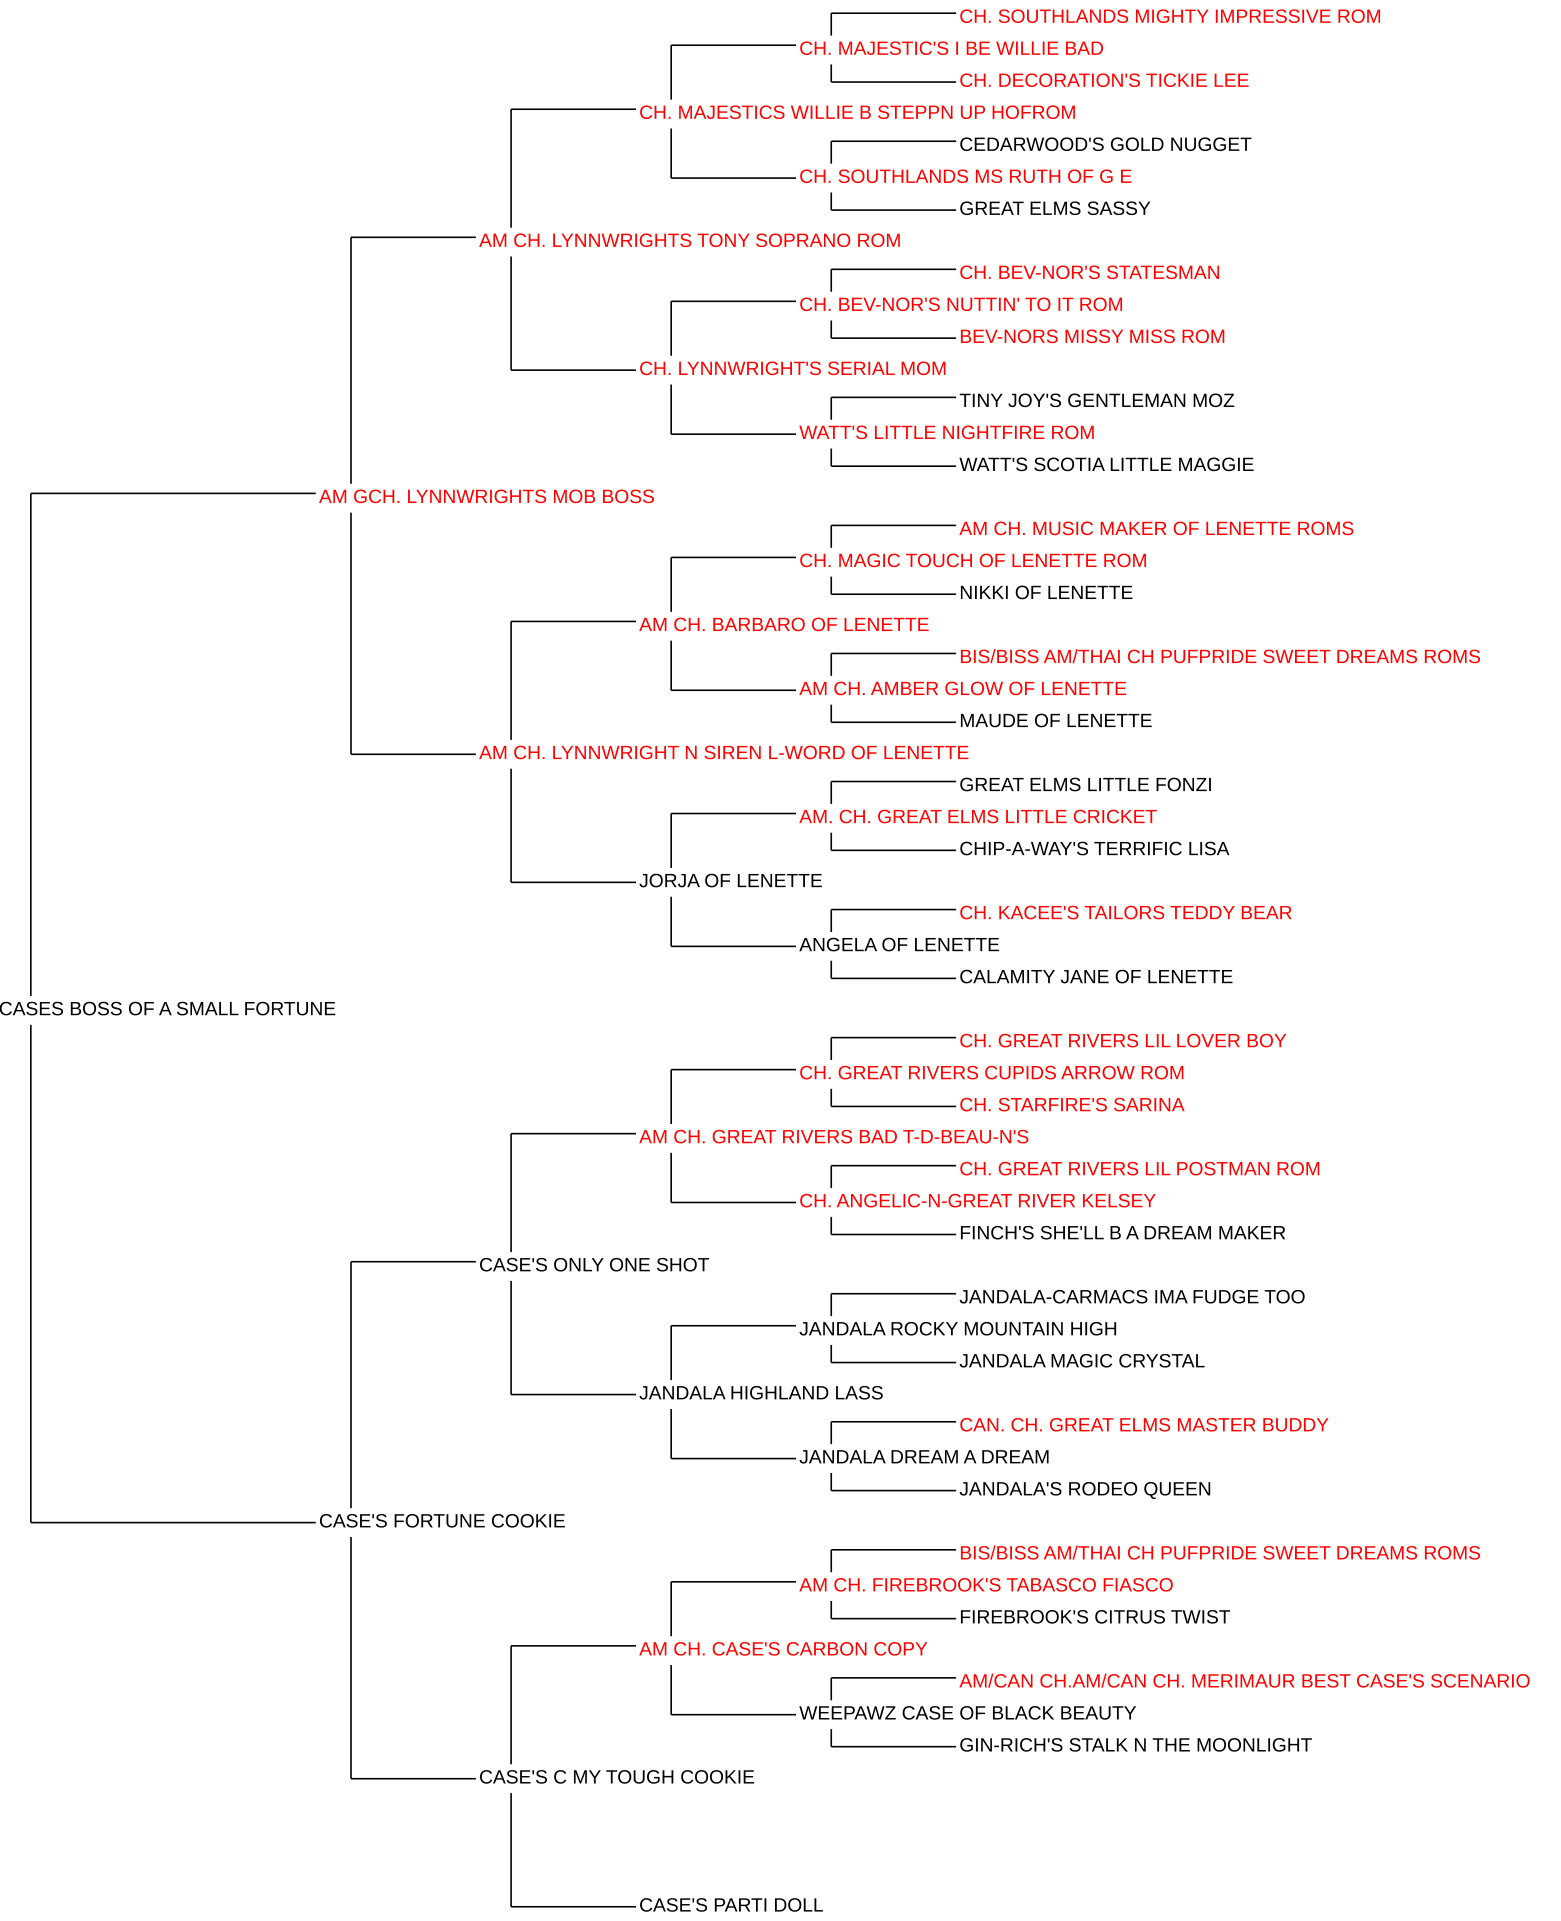 CH. SOUTHLANDS MIGHTY IMPRESSIVE ROM
CH. MAJESTIC'S I BE WILLIE BAD
CH. DECORATION'S TICKIE LEE
CH. MAJESTICS WILLIE B STEPPN UP HOFROM
CEDARWOOD'S GOLD NUGGET
CH. SOUTHLANDS MS RUTH OF G E
GREAT ELMS SASSY
AM CH. LYNNWRIGHTS TONY SOPRANO ROM
CH. BEV-NOR'S STATESMAN
CH. BEV-NOR'S NUTTIN' TO IT ROM
BEV-NORS MISSY MISS ROM
CH. LYNNWRIGHT'S SERIAL MOM
TINY JOY'S GENTLEMAN MOZ
WATT'S LITTLE NIGHTFIRE ROM
WATT'S SCOTIA LITTLE MAGGIE
AM GCH. LYNNWRIGHTS MOB BOSS
AM CH. MUSIC MAKER OF LENETTE ROMS
CH. MAGIC TOUCH OF LENETTE ROM
NIKKI OF LENETTE
AM CH. BARBARO OF LENETTE
BIS/BISS AM/THAI CH PUFPRIDE SWEET DREAMS ROMS
AM CH. AMBER GLOW OF LENETTE
MAUDE OF LENETTE
AM CH. LYNNWRIGHT N SIREN L-WORD OF LENETTE
GREAT ELMS LITTLE FONZI
AM. CH. GREAT ELMS LITTLE CRICKET
CHIP-A-WAY'S TERRIFIC LISA
JORJA OF LENETTE
CH. KACEE'S TAILORS TEDDY BEAR
ANGELA OF LENETTE
CALAMITY JANE OF LENETTE
CASES BOSS OF A SMALL FORTUNE
CH. GREAT RIVERS LIL LOVER BOY
CH. GREAT RIVERS CUPIDS ARROW ROM
CH. STARFIRE'S SARINA
AM CH. GREAT RIVERS BAD T-D-BEAU-N'S
CH. GREAT RIVERS LIL POSTMAN ROM
CH. ANGELIC-N-GREAT RIVER KELSEY
FINCH'S SHE'LL B A DREAM MAKER
CASE'S ONLY ONE SHOT
JANDALA-CARMACS IMA FUDGE TOO
JANDALA ROCKY MOUNTAIN HIGH
JANDALA MAGIC CRYSTAL
JANDALA HIGHLAND LASS
CAN. CH. GREAT ELMS MASTER BUDDY
JANDALA DREAM A DREAM
JANDALA'S RODEO QUEEN
CASE'S FORTUNE COOKIE
BIS/BISS AM/THAI CH PUFPRIDE SWEET DREAMS ROMS
AM CH. FIREBROOK'S TABASCO FIASCO
FIREBROOK'S CITRUS TWIST
AM CH. CASE'S CARBON COPY
AM/CAN CH.AM/CAN CH. MERIMAUR BEST CASE'S SCENARIO
WEEPAWZ CASE OF BLACK BEAUTY
GIN-RICH'S STALK N THE MOONLIGHT
CASE'S C MY TOUGH COOKIE
CASE'S PARTI DOLL